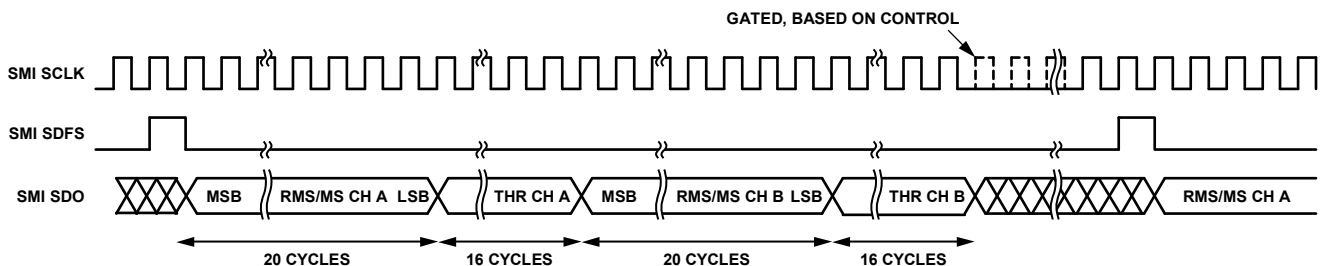 GATED, BASED ON CONTROL
SMI SCLK
SMI SDFS
SMI SDO
MSB RMS/MS CH A LSB THR CH A MSB RMS/MS CH B LSB THR CH B RMS/MS CH A
20 CYCLES 16 CYCLES 20 CYCLES 16 CYCLES